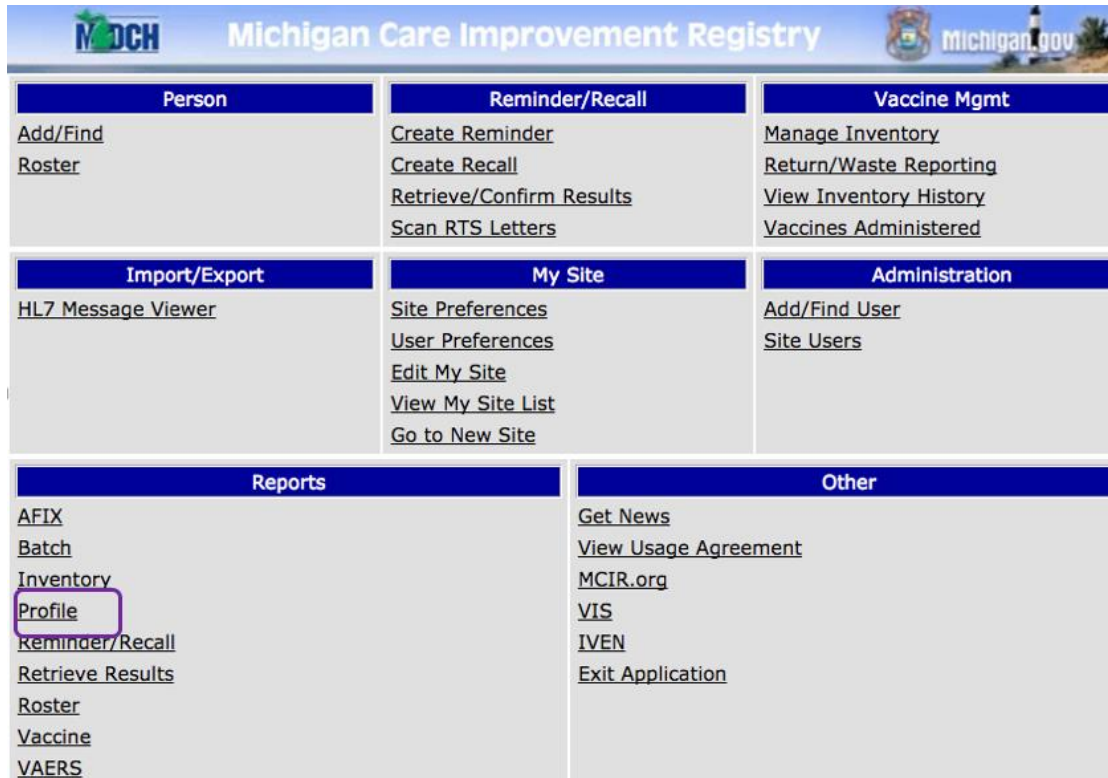 MDCH Michigan Care Improvement Registry Michigan.gov
Person
Add/Find
Roster
Reminder/Recall
Create Reminder
Create Recall
Retrieve/Confirm Results
Scan RTS Letters
Vaccine Mgmt
Manage Inventory
Return/Waste Reporting
View Inventory History
Vaccines Administered
Import/Export
HL7 Message Viewer
My Site
Site Preferences
User Preferences
Edit My Site
View My Site List
Go to New Site
Administration
Add/Find User
Site Users
Reports
AFIX
Batch
Inventory
Profile
Reminder/Recall
Retrieve Results
Roster
Vaccine
VAERS
Other
Get News
View Usage Agreement
MCIR.org
VIS
IVEN
Exit Application